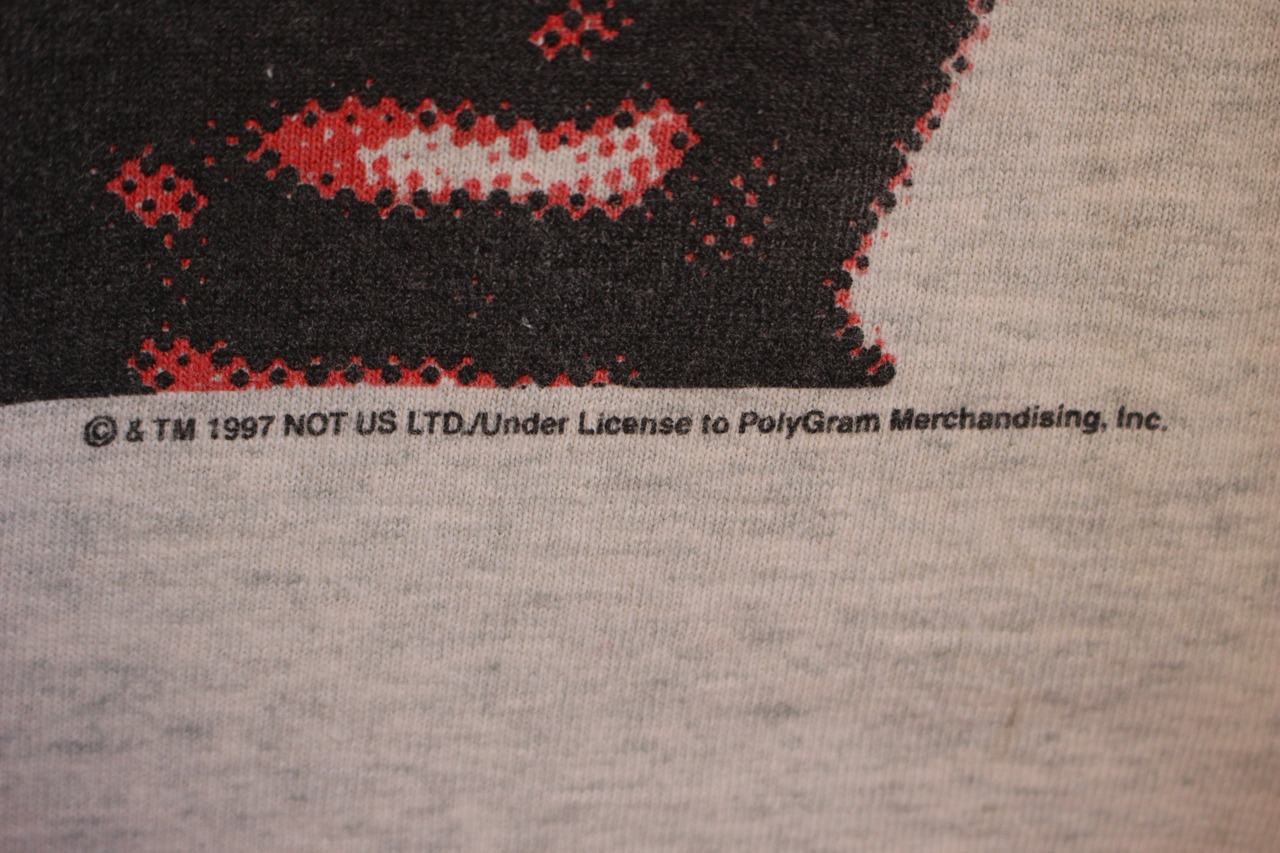 © & TM 1997 NOT US LTD./Under License to PolyGram Merchandising, Inc.